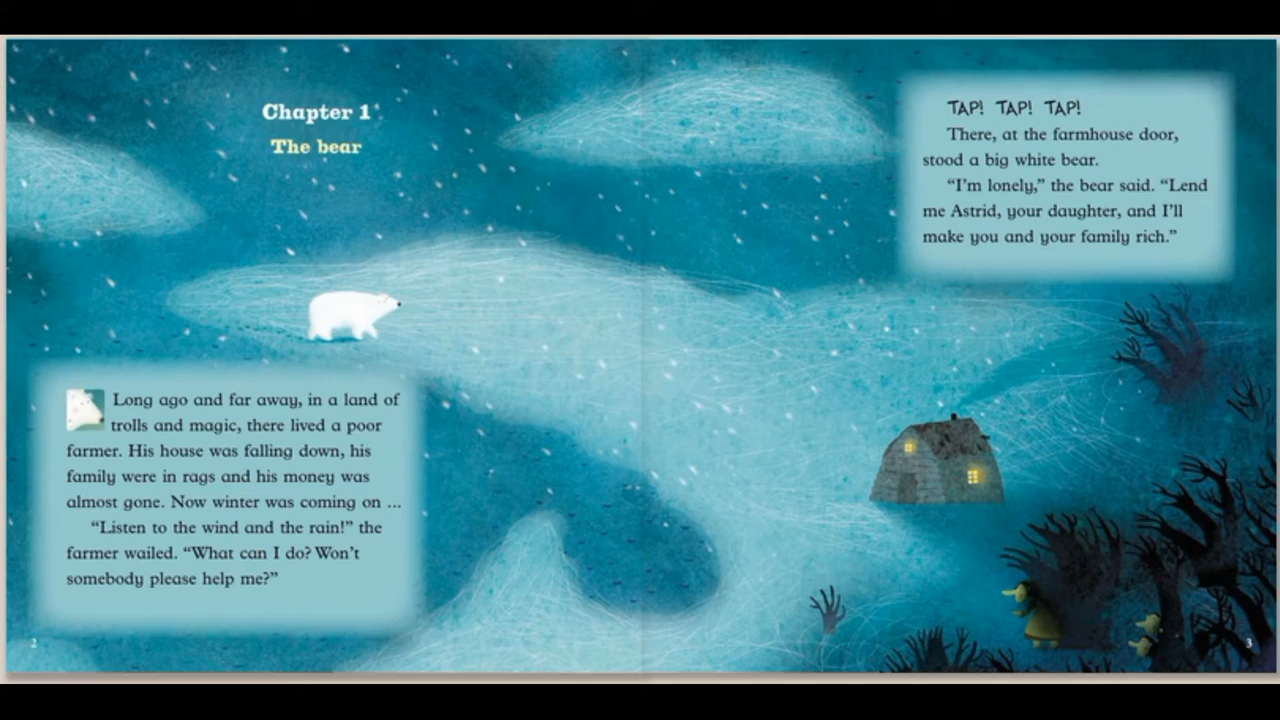 Chapter 1
The bear
Long ago and far away, in a land of
trolls and magic, there lived a poor
farmer. His house was falling down, his
family were in rags and his money was
almost gone. Now winter was coming on ...
“Listen to the wind and the rain!” the
farmer wailed. “What can I do? Won’t
somebody please help me?”
2
TAP! TAP! TAP!
There, at the farmhouse door,
stood a big white bear.
“I’m lonely,” the bear said. “Lend
me Astrid, your daughter, and I’ll
make you and your family rich.”
3